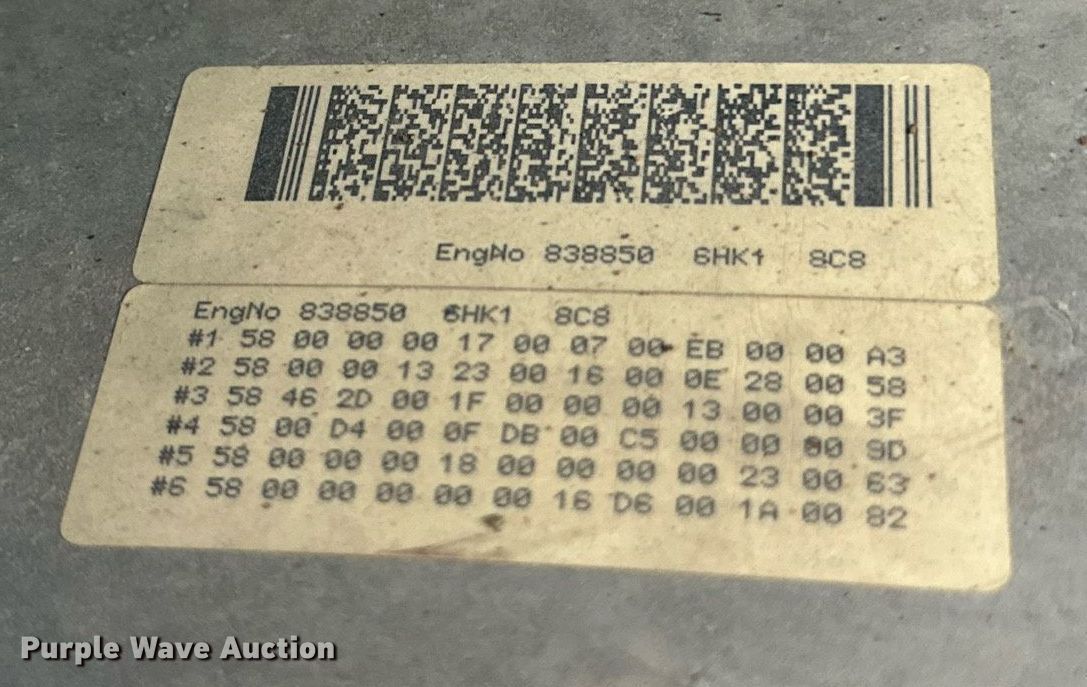 EngNo 838850 6HK1 8C8
EngNo 838850 6HK1 8C8
#1 58 00 00 00 17 00 07 00 EB 00 00 A3
#2 58 00 00 13 23 00 16 00 0E 28 00 58
#3 58 46 2D 00 1F 00 00 00 13 00 00 3F
#4 58 00 D4 00 0F DB 00 C5 00 00 00 9D
#5 58 00 00 00 18 00 00 00 00 23 00 63
#6 58 00 00 00 00 00 16 D6 00 1A 00 82
Purple Wave Auction